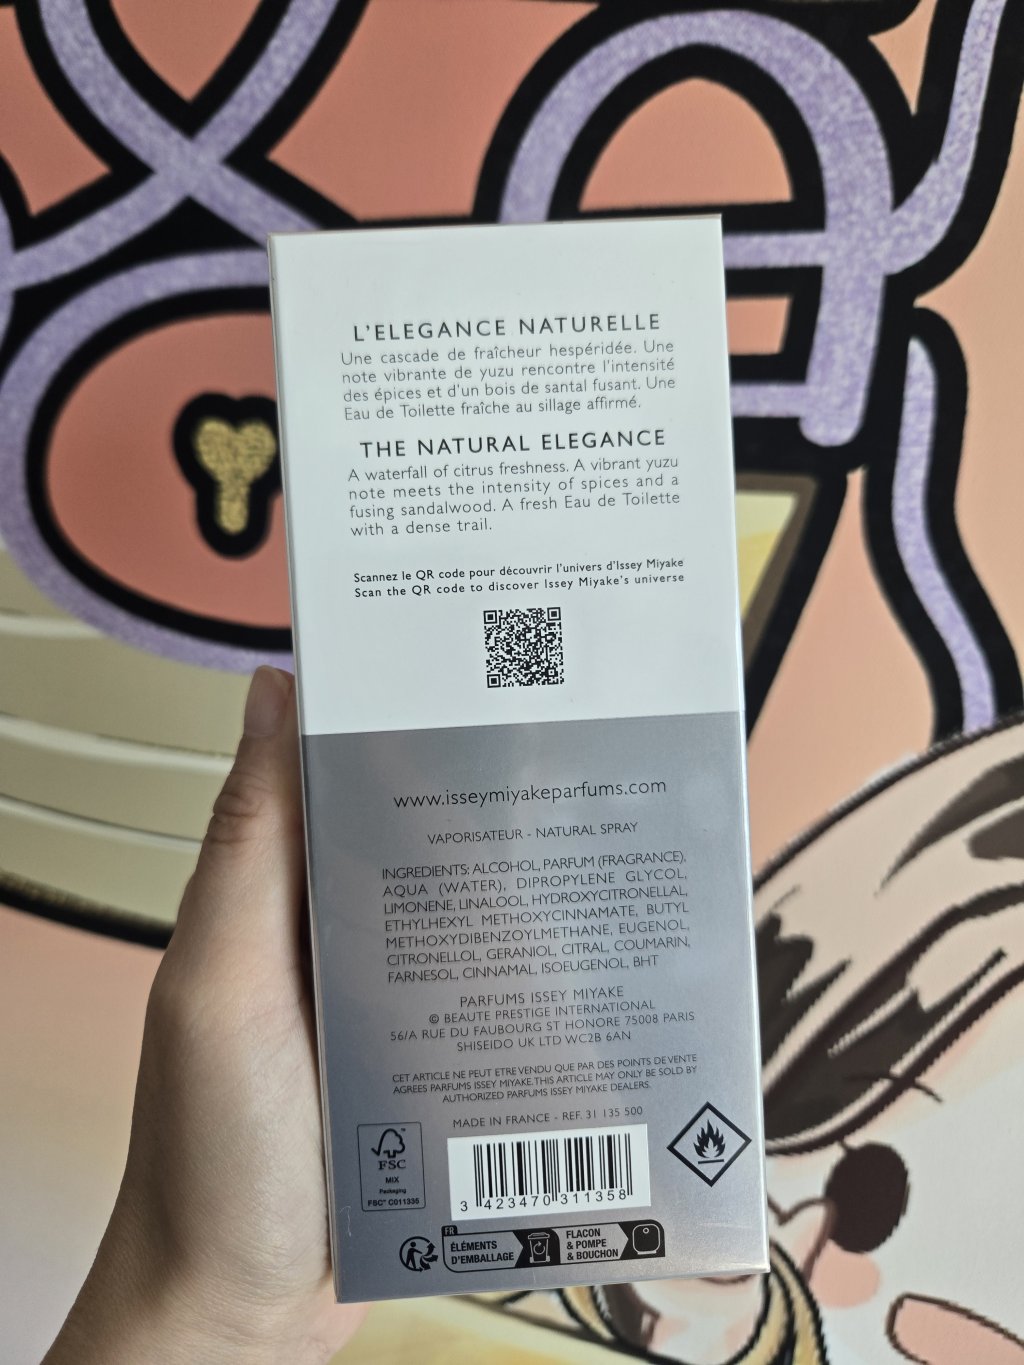 L'ELEGANCE NATURELLE
Une cascade de fraîcheur hespéridée. Une
note vibrante de yuzu rencontre l'intensité
des épices et d'un bois de santal fusant. Une
Eau de Toilette fraîche au sillage affirmé.
THE NATURAL ELEGANCE
A waterfall of citrus freshness. A vibrant yuzu
note meets the intensity of spices and a
fusing sandalwood. A fresh Eau de Toilette
with a dense trail.
Scannez le QR code pour découvrir l'univers d'Issey Miyake
Scan the QR code to discover Issey Miyake's universe
www.isseymiyakeparfums.com
VAPORISATEUR - NATURAL SPRAY
INGREDIENTS: ALCOHOL, PARFUM (FRAGRANCE),
AQUA (WATER), DIPROPYLENE GLYCOL,
LIMONENE, LINALOOL, HYDROXYCITRONELLAL,
ETHYLHEXYL METHOXYCINNAMATE, BUTYL
METHOXYDIBENZOYLMETHANE, EUGENOL,
CITRONELLOL, GERANIOL, CITRAL, COUMARIN,
FARNESOL, CINNAMAL, ISOEUGENOL, BHT
PARFUMS ISSEY MIYAKE
© BEAUTE PRESTIGE INTERNATIONAL
56/A RUE DU FAUBOURG ST HONORE 75008 PARIS
SHISEIDO UK LTD WC2B 6AN
CET ARTICLE NE PEUT ETRE VENDU QUE PAR DES POINTS DE VENTE
AGREES PARFUMS ISSEY MIYAKE. THIS ARTICLE MAY ONLY BE SOLD BY
AUTHORIZED PARFUMS ISSEY MIYAKE DEALERS.
MADE IN FRANCE - REF. 31 135 500
FSC
MIX
Packaging
FSC™ C011335
3 423470 311358
FR
ÉLÉMENTS
D'EMBALLAGE
FLACON
& POMPE
& BOUCHON